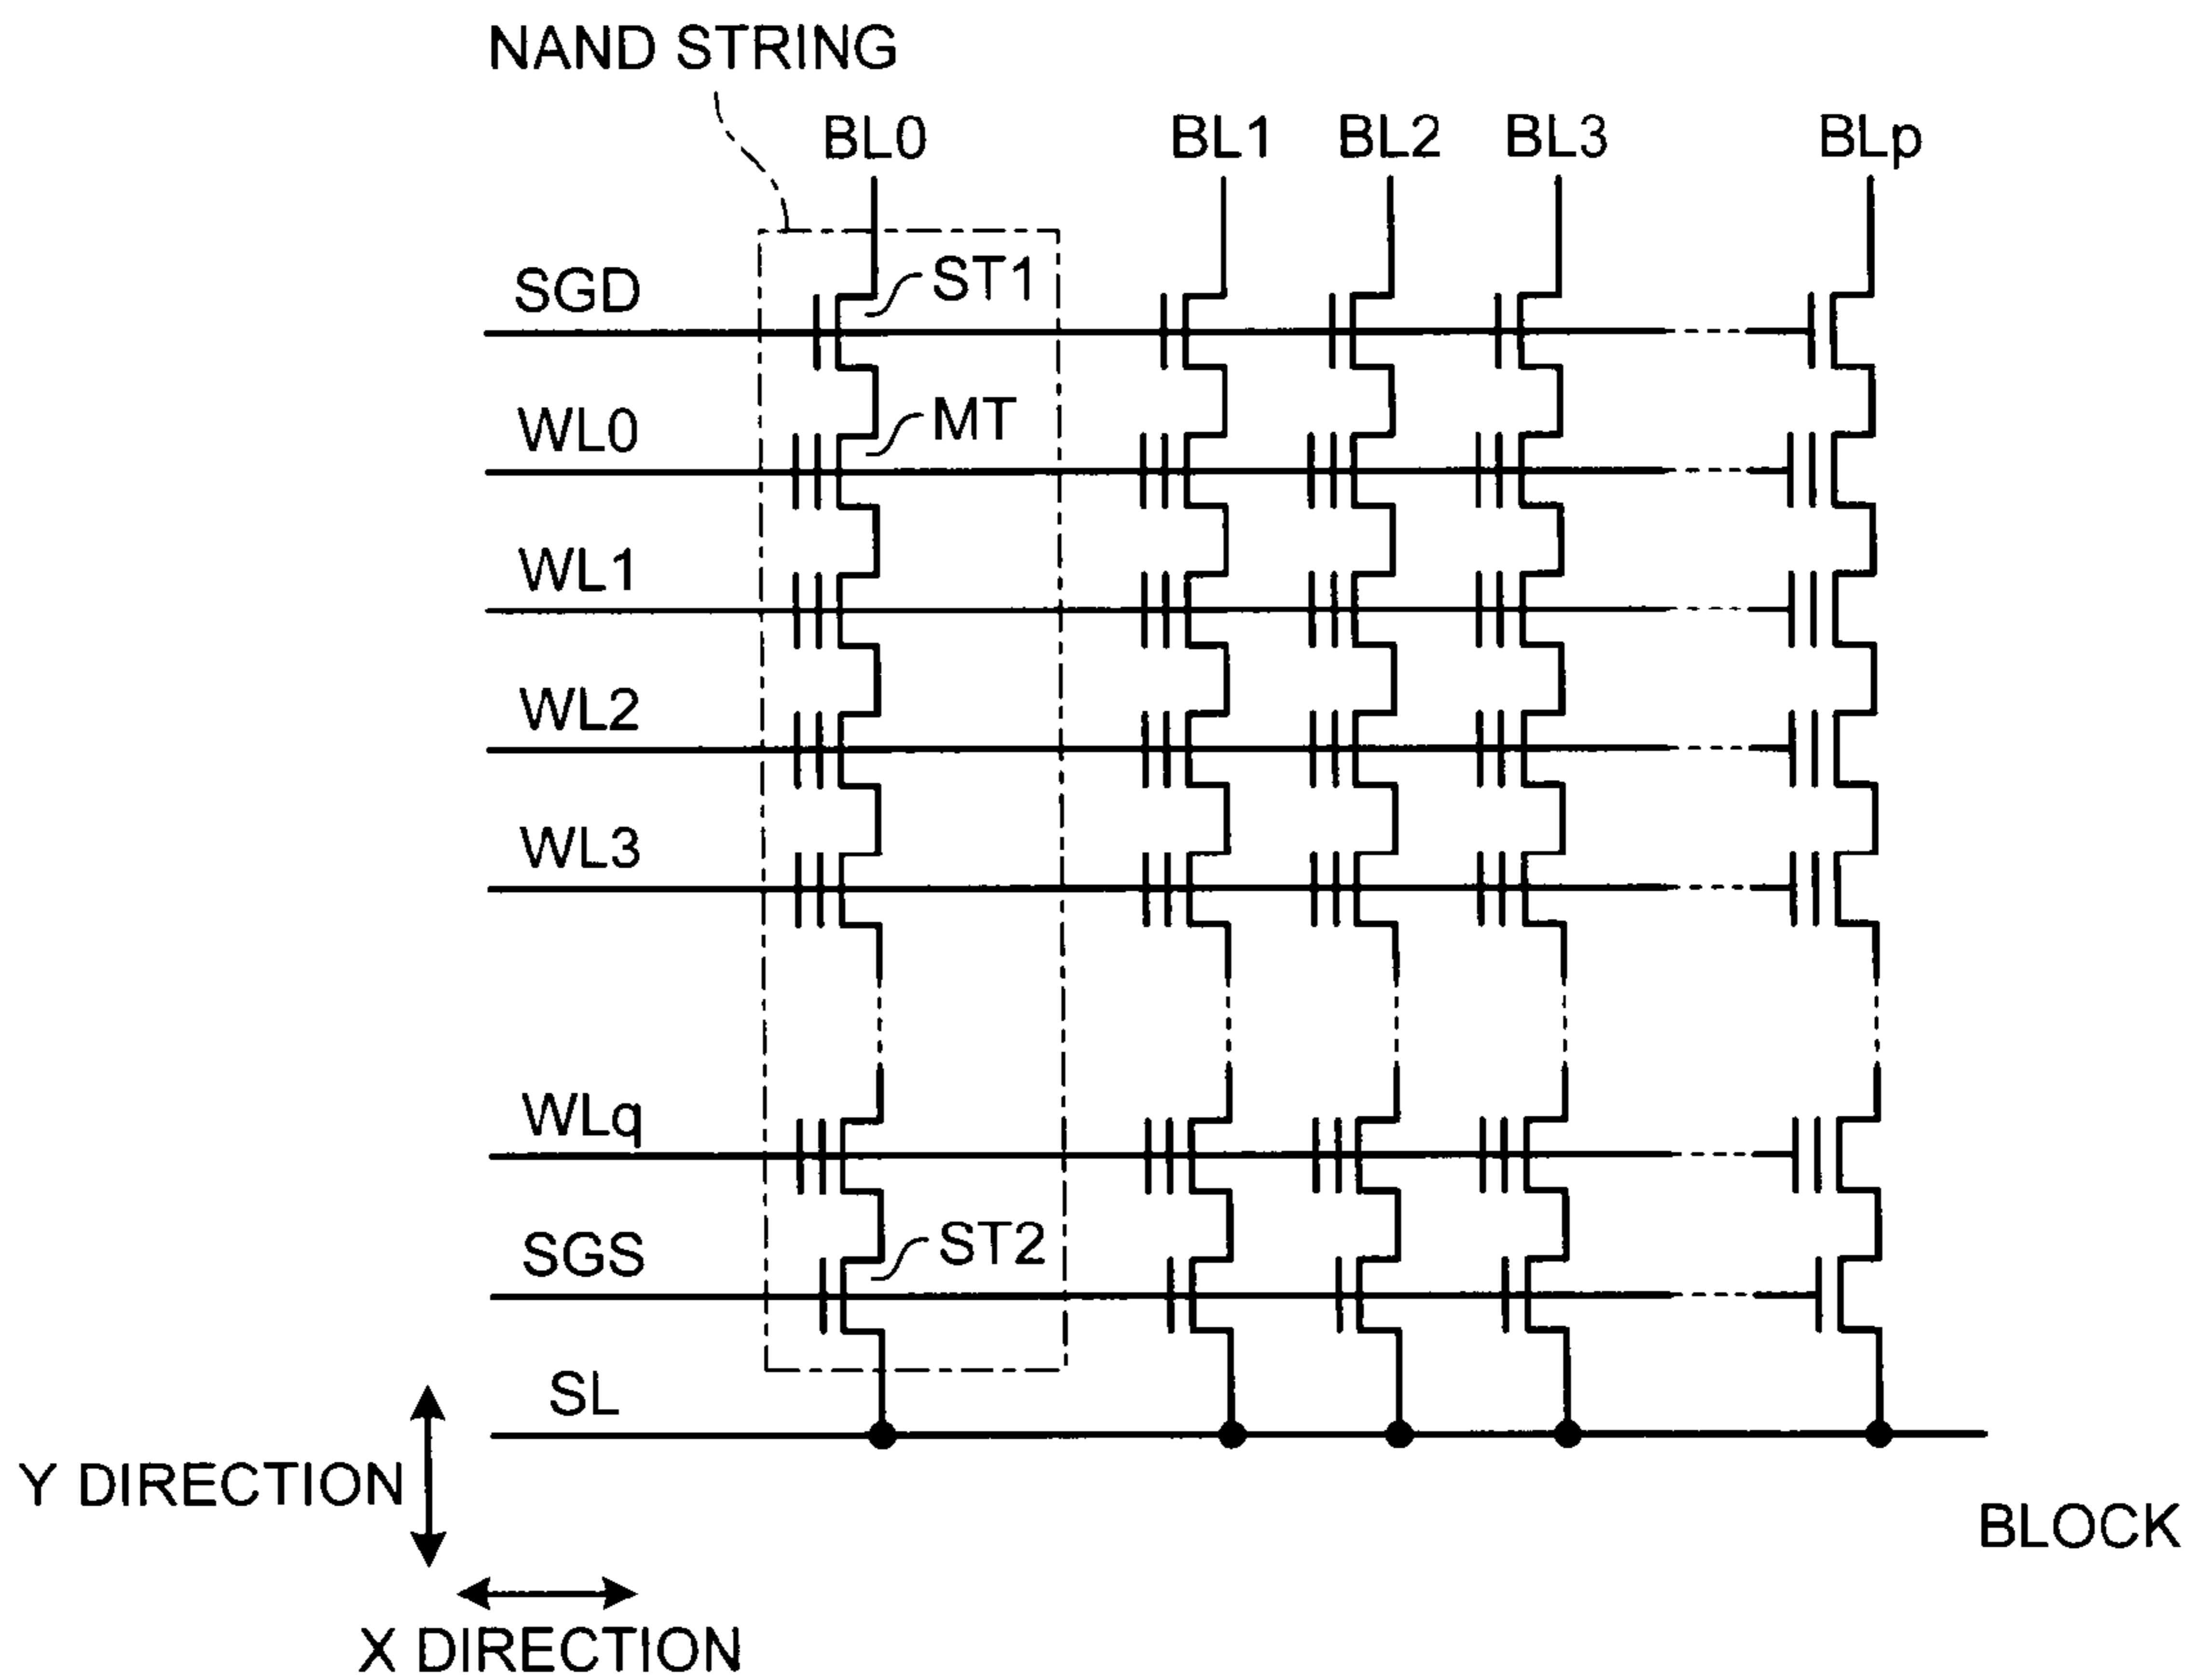 NAND STRING
BL0 BL1 BL2 BL3 BLp
SGD ST1
WL0 MT
WL1
WL2
WL3
WLq
SGS ST2
SL
Y DIRECTION
BLOCK
X DIRECTION